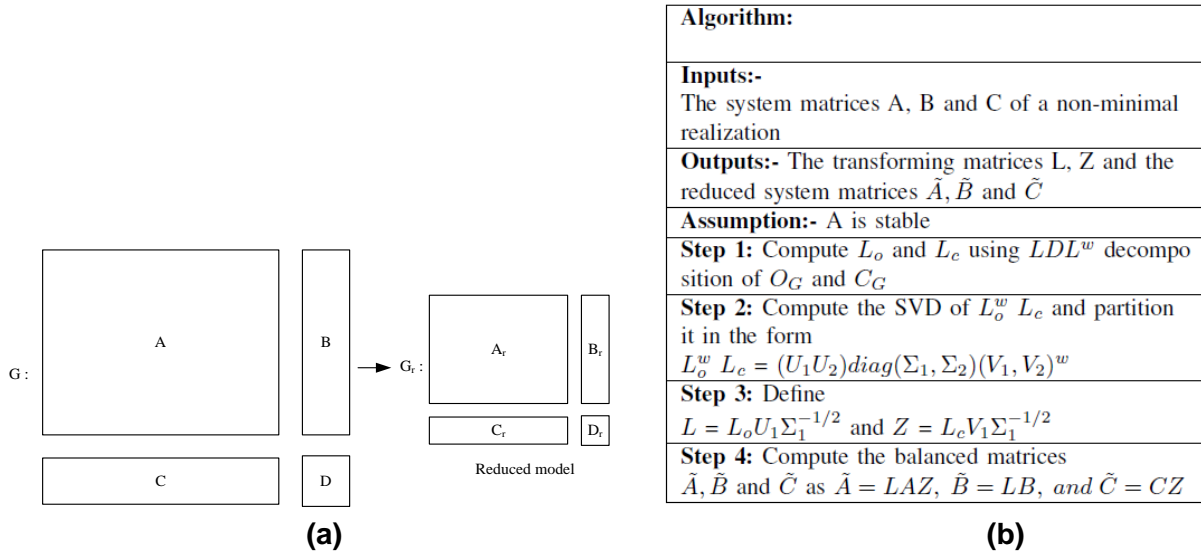 G :
A
B
C
D
G_r :
A_r
B_r
C_r
D_r
Reduced model
(a)
Algorithm:
Inputs:-
The system matrices A, B and C of a non-minimal
realization
Outputs:- The transforming matrices L, Z and the
reduced system matrices Ã, B̃ and C̃
Assumption:- A is stable
Step 1: Compute L_o and L_c using LDL^w decompo
sition of O_G and C_G
Step 2: Compute the SVD of L_o^w L_c and partition
it in the form
L_o^w L_c = (U_1U_2)diag(Σ_1, Σ_2)(V_1, V_2)^w
Step 3: Define
L = L_oU_1Σ_1^{-1/2} and Z = L_cV_1Σ_1^{-1/2}
Step 4: Compute the balanced matrices
Ã, B̃ and C̃ as Ã = LAZ, B̃ = LB, and C̃ = CZ
(b)